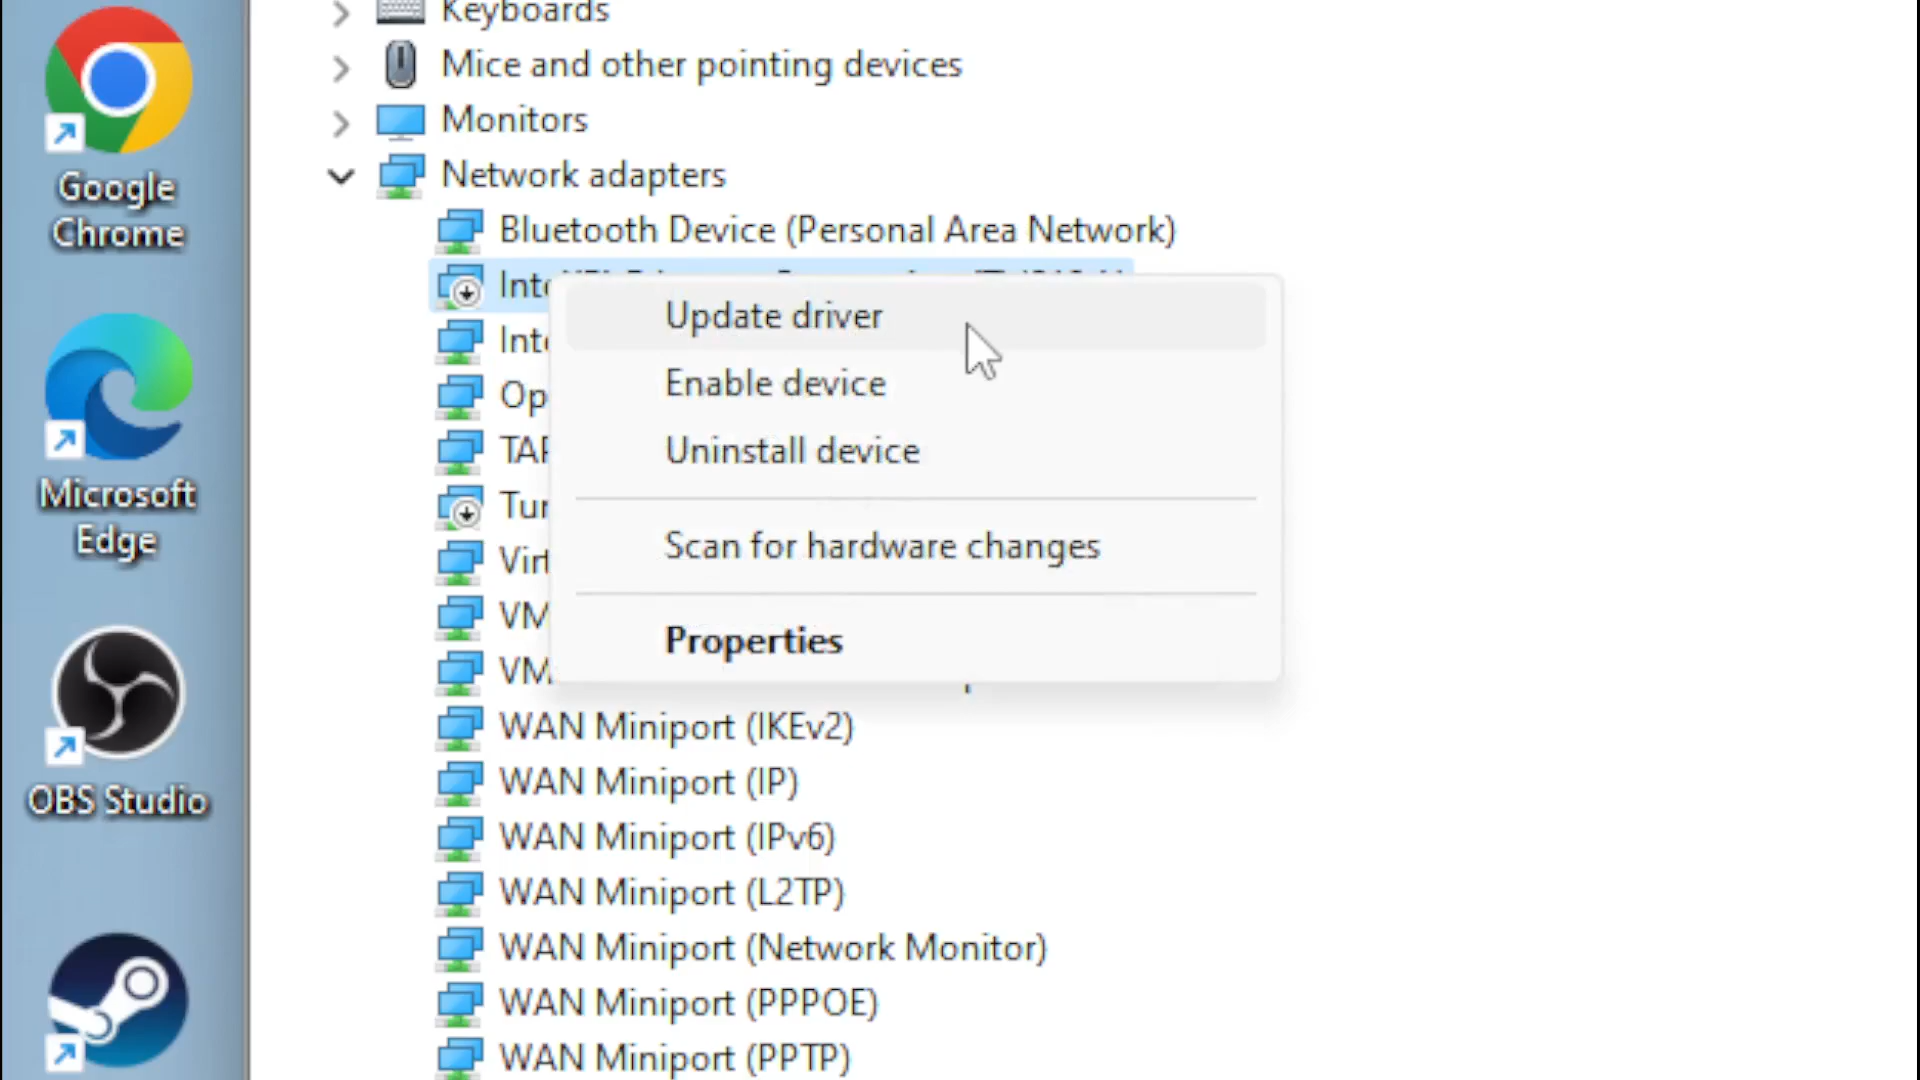 Keyboards
Mice and other pointing devices
Monitors
Network adapters
Bluetooth Device (Personal Area Network)
Update driver
Enable device
Uninstall device
Scan for hardware changes
Properties
WAN Miniport (IKEv2)
WAN Miniport (IP)
WAN Miniport (IPv6)
WAN Miniport (L2TP)
WAN Miniport (Network Monitor)
WAN Miniport (PPPOE)
WAN Miniport (PPTP)
Google
Chrome
Microsoft
Edge
OBS Studio